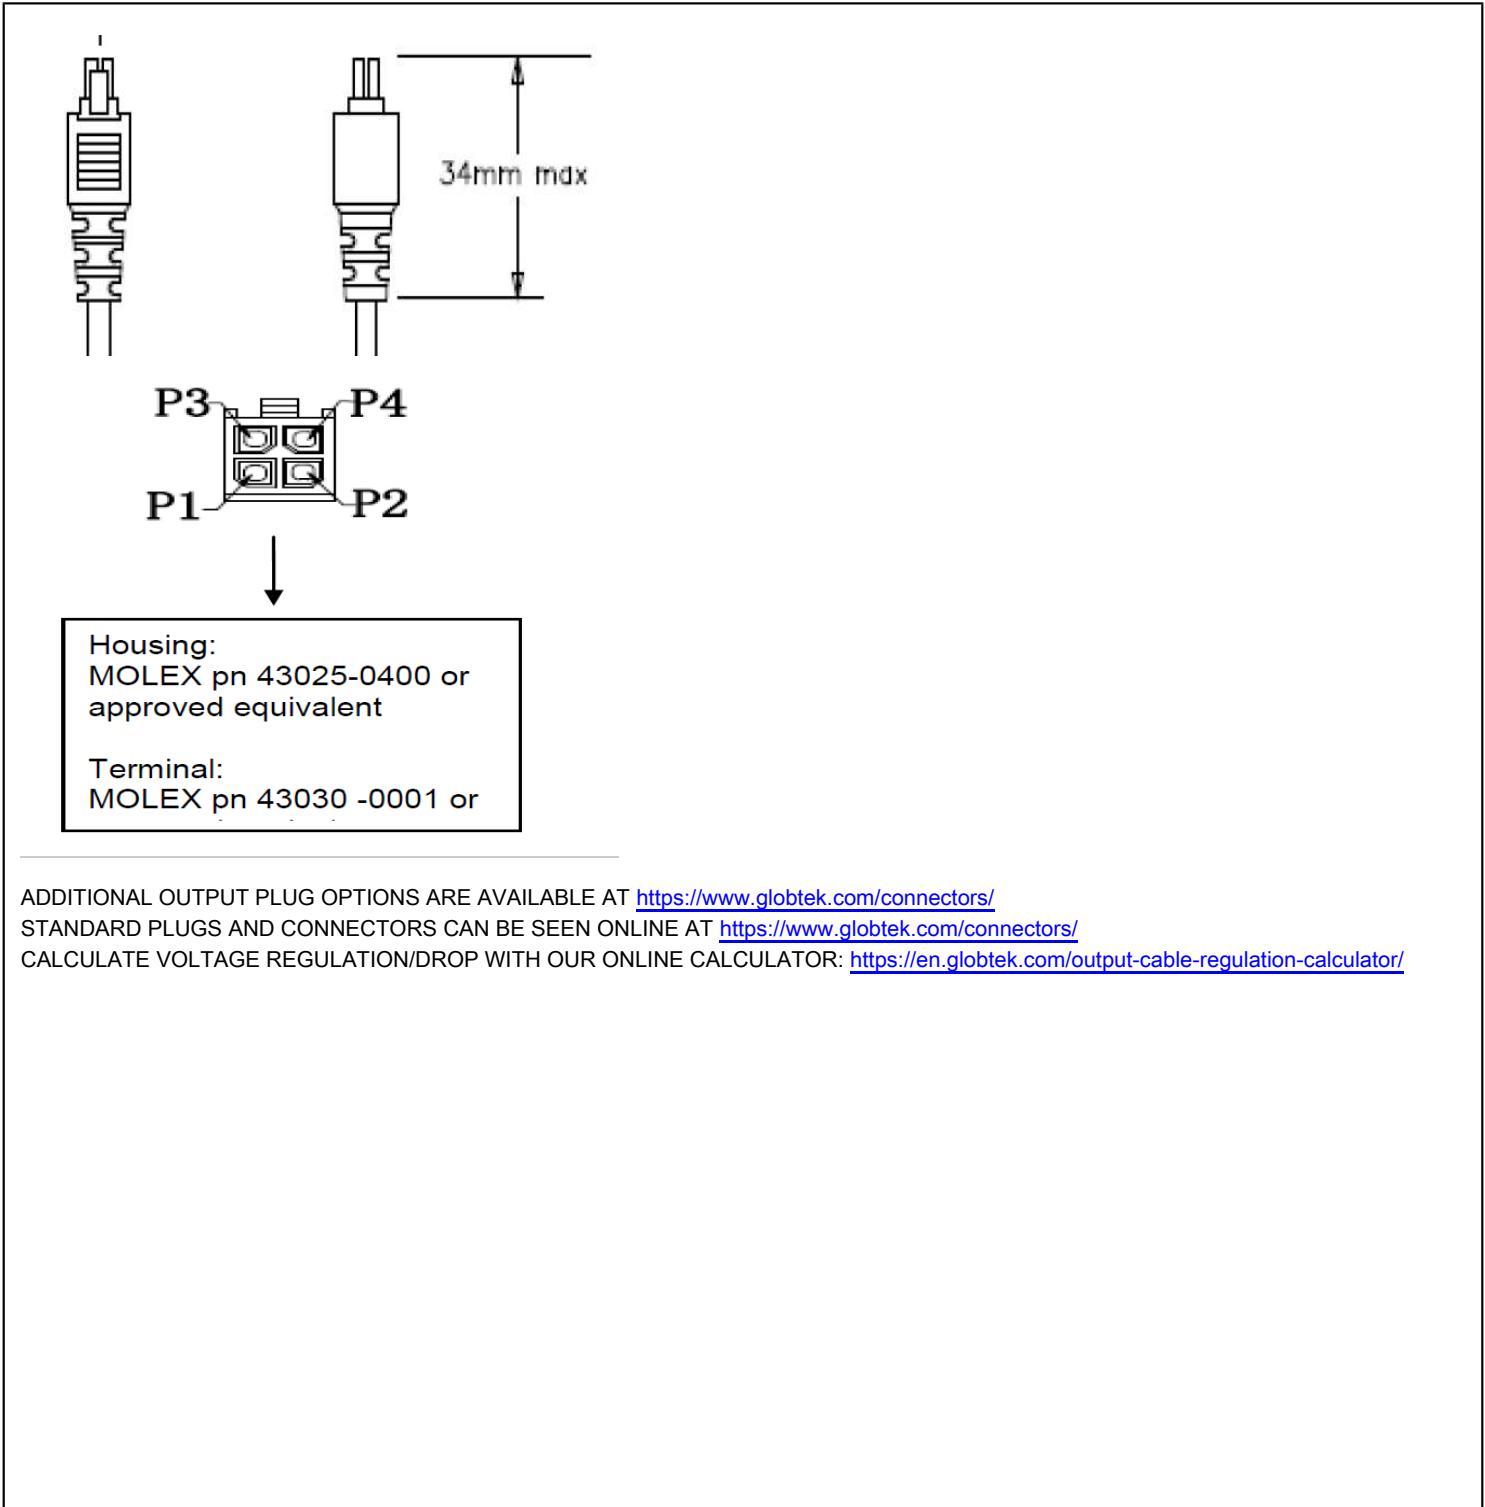 34mm max
P3
P4
P1
P2
Housing:
MOLEX pn 43025-0400 or
approved equivalent
Terminal:
MOLEX pn 43030 -0001 or
ADDITIONAL OUTPUT PLUG OPTIONS ARE AVAILABLE AT https://www.globtek.com/connectors/
STANDARD PLUGS AND CONNECTORS CAN BE SEEN ONLINE AT https://www.globtek.com/connectors/
CALCULATE VOLTAGE REGULATION/DROP WITH OUR ONLINE CALCULATOR: https://en.globtek.com/output-cable-regulation-calculator/